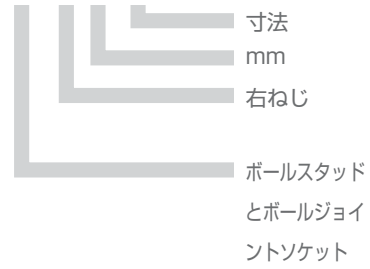 寸法
mm
右ねじ
ボールスタッド
とボールジョイ
ントソケット